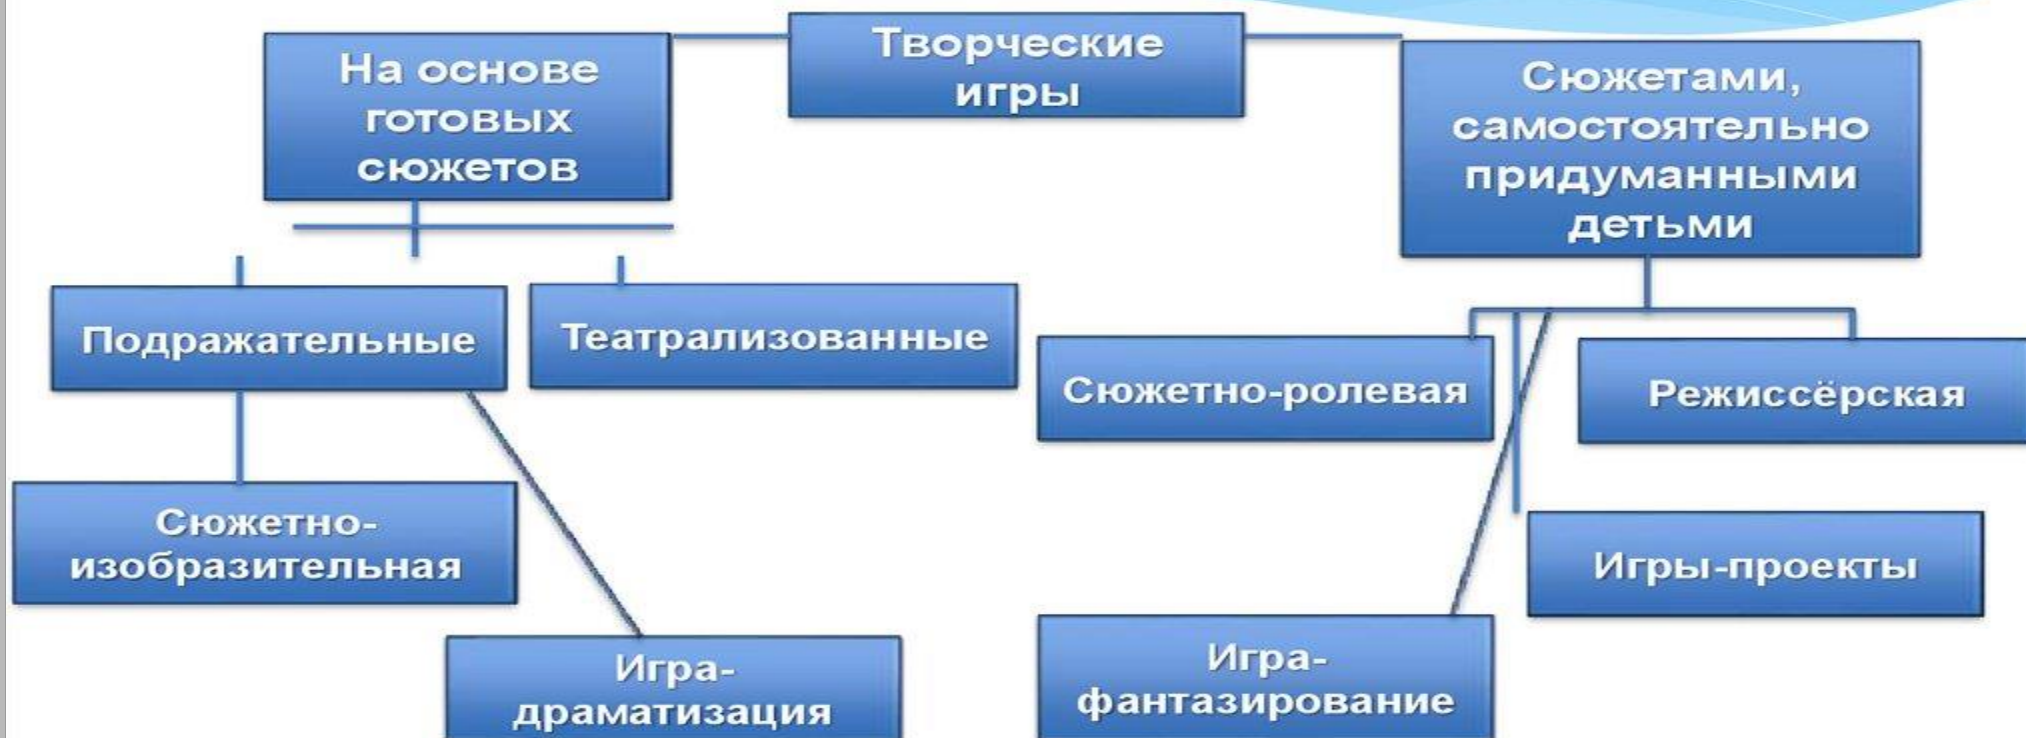 Творческие
игры
На основе
готовых
сюжетов
Сюжетами,
самостоятельно
придуманными
детьми
Подражательные
Театрализованные
Сюжетно-ролевая
Режиссёрская
Сюжетно-
изобразительная
Игры-проекты
Игра-
драматизация
Игра-
фантазирование